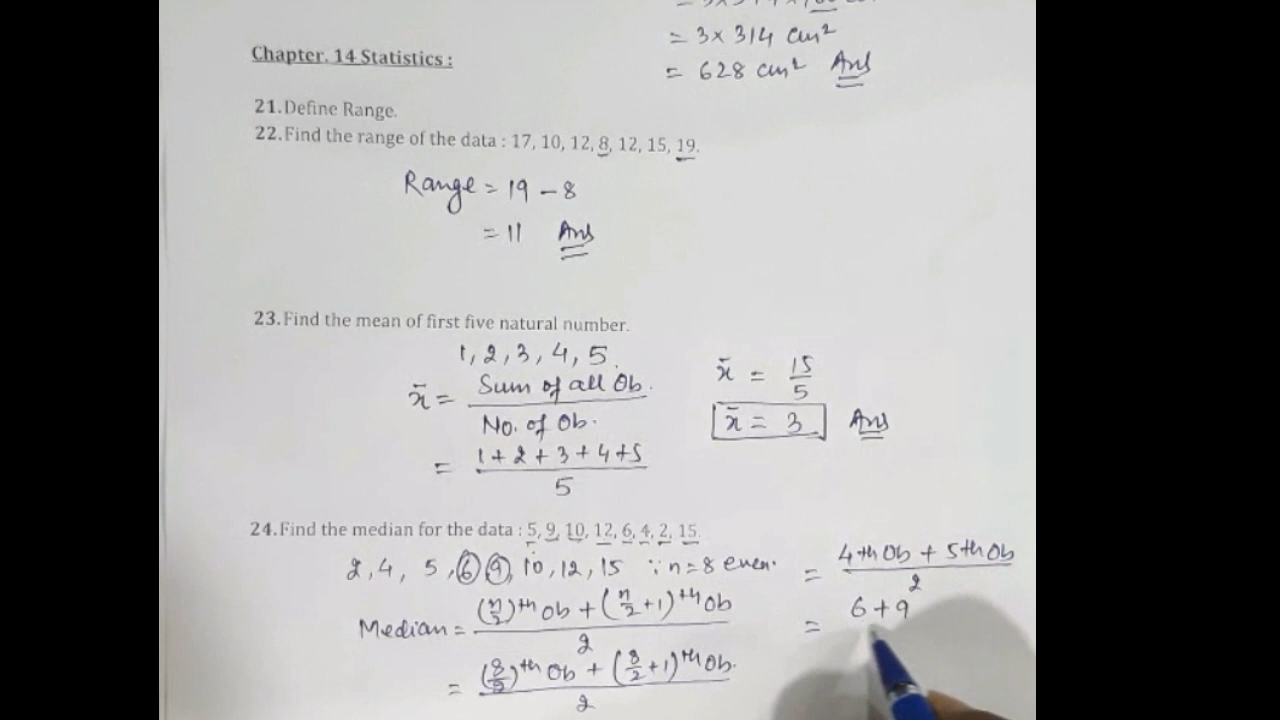 = 3 x 314 cm²
Chapter. 14 Statistics :
= 628 cm² Ans
21. Define Range.
22. Find the range of the data : 17, 10, 12, 8, 12, 15, 19.
Range = 19 - 8
= 11 Ans
23. Find the mean of first five natural number.
1, 2, 3, 4, 5.
x̄ = Sum of all Ob.
No. of Ob.
= 1 + 2 + 3 + 4 + 5
5
x̄ = 15
5
x̄ = 3 Ans
24. Find the median for the data : 5, 9, 10, 12, 6, 4, 2, 15.
2, 4, 5, 6, 9, 10, 12, 15 ∵ n = 8 even.
Median = (n/2)th Ob + (n/2 + 1)th Ob
2
= (8/2)th Ob + (8/2 + 1)th Ob.
2
= 4th Ob + 5th Ob
2
= 6 + 9